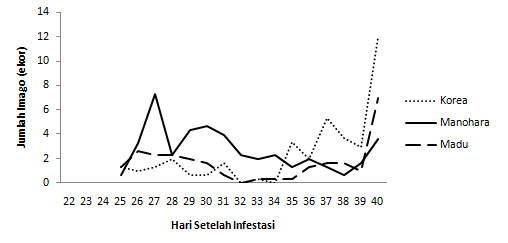 14
12
10
8
6
4
2
0
Jumlah Imago (ekor)
22 23 24 25 26 27 28 29 30 31 32 33 34 35 36 37 38 39 40
Hari Setelah Infestasi
Korea
Manohara
Madu